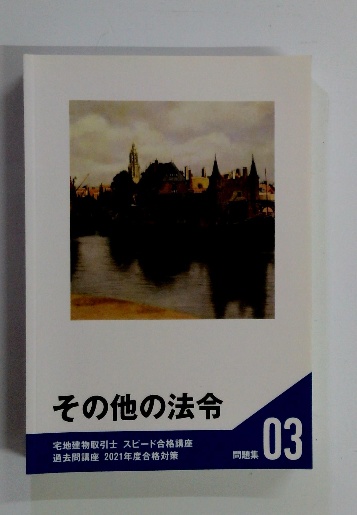 その他の法令
宅地建物取引士 スピード合格講座
過去問講座 2021年度合格対策
問題集 03